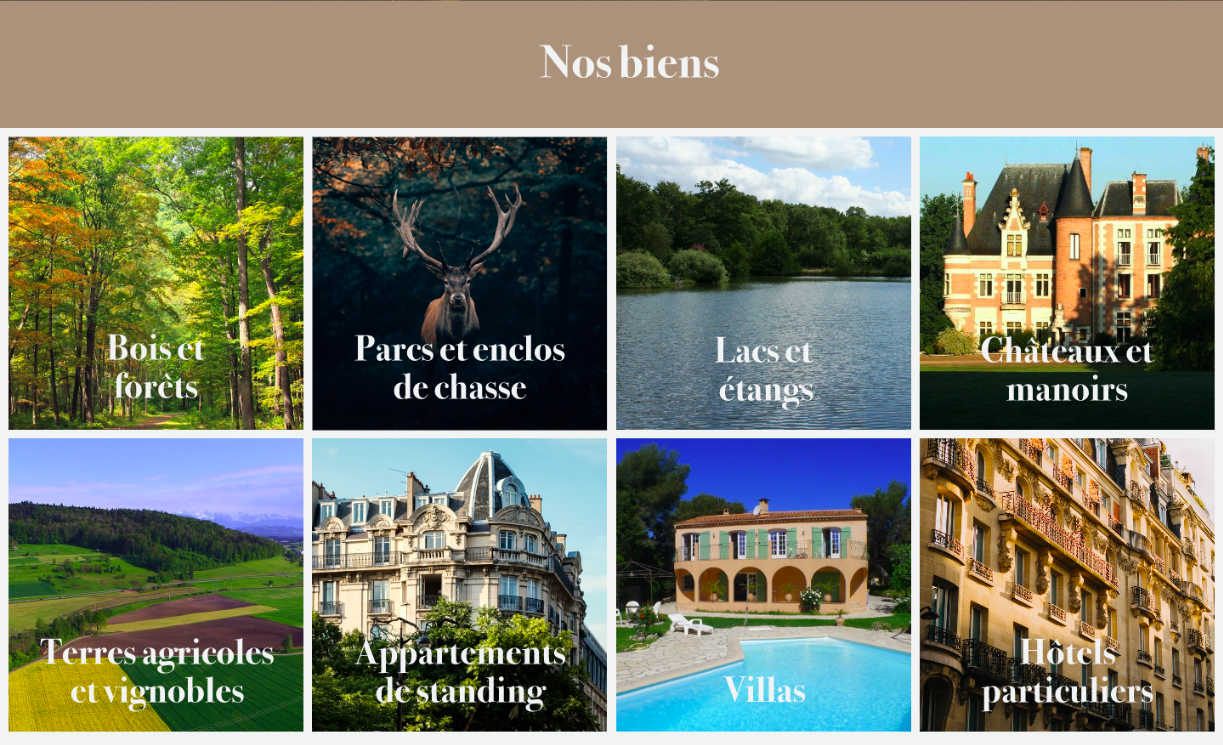 Nos biens
Bois et
forêts
Parcs et enclos
de chasse
Lacs et
étangs
Châteaux et
manoirs
Terres agricoles
et vignobles
Appartements
de standing
Villas
Hôtels
particuliers